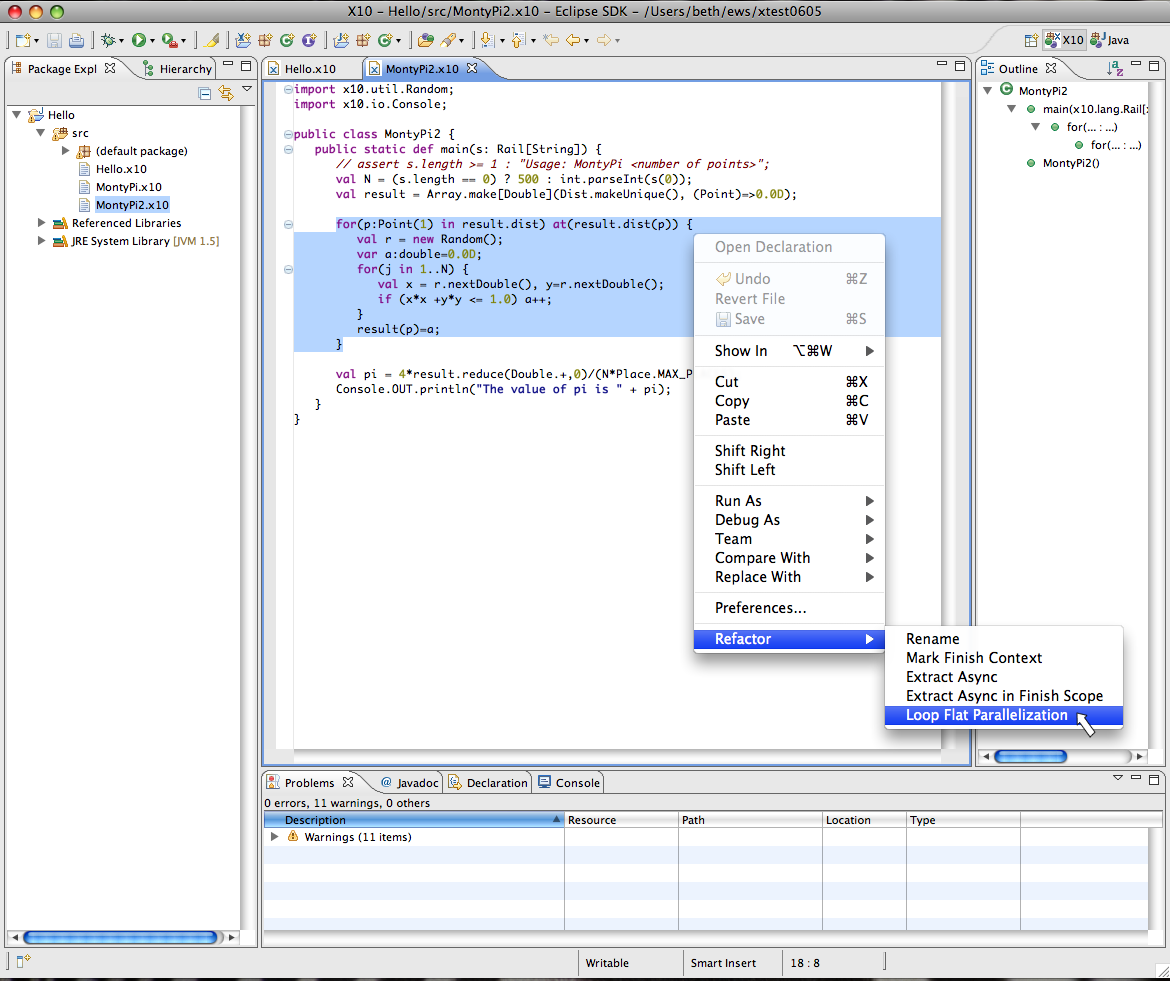 X10 - Hello/src/MontyPi2.x10 - Eclipse SDK - /Users/beth/ews/xtest0605
X10 Java
Package Expl Hierarchy
Hello
src
(default package)
Hello.x10
MontyPi.x10
MontyPi2.x10
Referenced Libraries
JRE System Library [JVM 1.5]
Hello.x10 MontyPi2.x10
import x10.util.Random;
import x10.io.Console;
public class MontyPi2 {
public static def main(s: Rail[String]) {
// assert s.length >= 1 : "Usage: MontyPi <number of points>";
val N = (s.length == 0) ? 500 : int.parseInt(s(0));
val result = Array.make[Double](Dist.makeUnique(), (Point)=>0.0D);
for(p:Point(1) in result.dist) at(result.dist(p)) {
val r = new Random();
var a:double=0.0D;
for(j in 1..N) {
val x = r.nextDouble(), y=r.nextDouble();
if (x*x +y*y <= 1.0) a++;
}
result(p)=a;
}
val pi = 4*result.reduce(Double.+,0)/(N*Place.MAX_P
Console.OUT.println("The value of pi is " + pi);
}
}
Open Declaration
Undo ⌘Z
Revert File
Save ⌘S
Show In ⌥⌘W
Cut ⌘X
Copy ⌘C
Paste ⌘V
Shift Right
Shift Left
Run As
Debug As
Team
Compare With
Replace With
Preferences...
Refactor
Rename
Mark Finish Context
Extract Async
Extract Async in Finish Scope
Loop Flat Parallelization
Outline
MontyPi2
main(x10.lang.Rail[
for(... : ...)
for(... : ...)
MontyPi2()
Problems @ Javadoc Declaration Console
0 errors, 11 warnings, 0 others
Description Resource Path Location Type
Warnings (11 items)
Writable Smart Insert 18 : 8